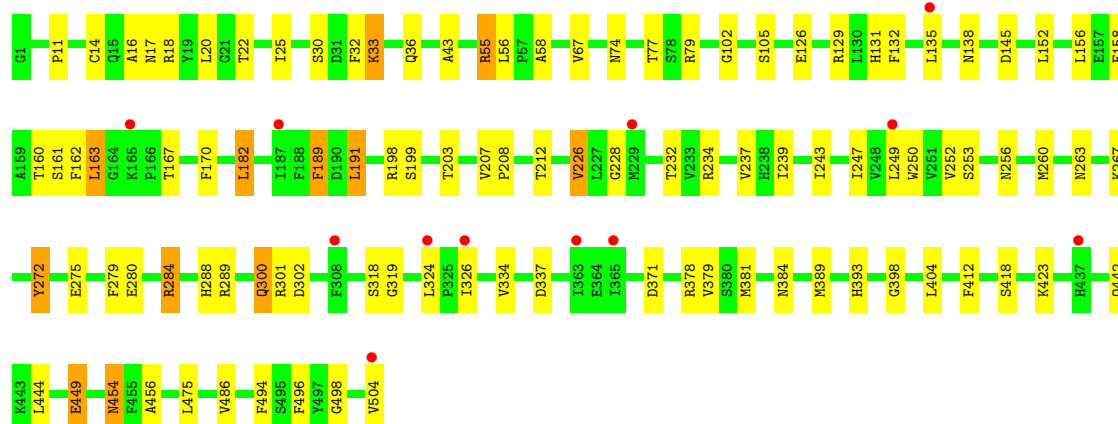 G1 P11 C14 Q15 A16 N17 R18 Y19 L20 G21 T22 I25 S30 D31 F32 K33 Q36 A43 R55 L56 P57 A58 V67 N74 T77 S78 R79 G102 S105 E126 R129 L130 H131 F132 L135 N138 D145 L152 L156 E157
A159 T160 S161 F162 L163 G164 K165 P166 T167 F170 L182 I187 F188 F189 D190 L191 R198 S199 T203 V207 P208 T212 V226 L227 G228 M229 T232 V233 R234 V237 H238 I239 I243 I247 V248 L249 W250 V251 V252 S253 N256 M260 N263
Y272 E275 F279 E280 R284 H288 R289 Q300 R301 D302 F308 S318 G319 L324 P325 I326 V334 D337 I363 E364 I365 D371 R378 V379 S380 M381 N384 M389 H393 G398 L404 F412 S418 K423 H437
K443 L444 E449 N454 F455 A456 L475 V486 F494 S495 F496 Y497 G498 V504